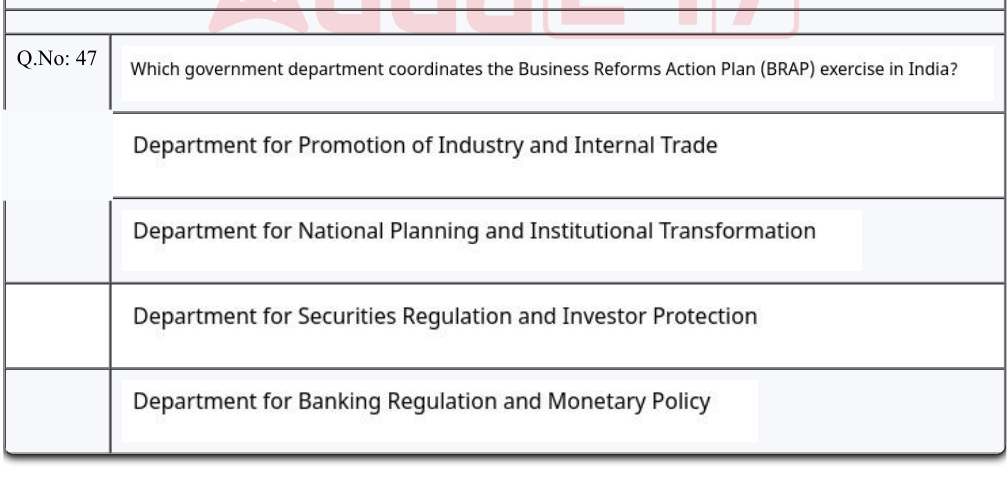 Q.No: 47
Which government department coordinates the Business Reforms Action Plan (BRAP) exercise in India?
Department for Promotion of Industry and Internal Trade
Department for National Planning and Institutional Transformation
Department for Securities Regulation and Investor Protection
Department for Banking Regulation and Monetary Policy